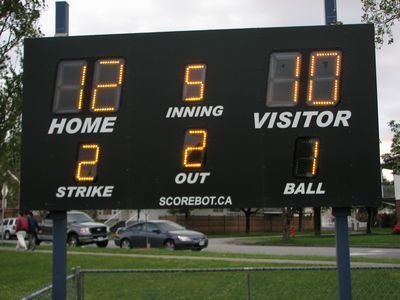 12 5 10
HOME INNING VISITOR
2 2 1
STRIKE OUT BALL
SCOREBOT.CA